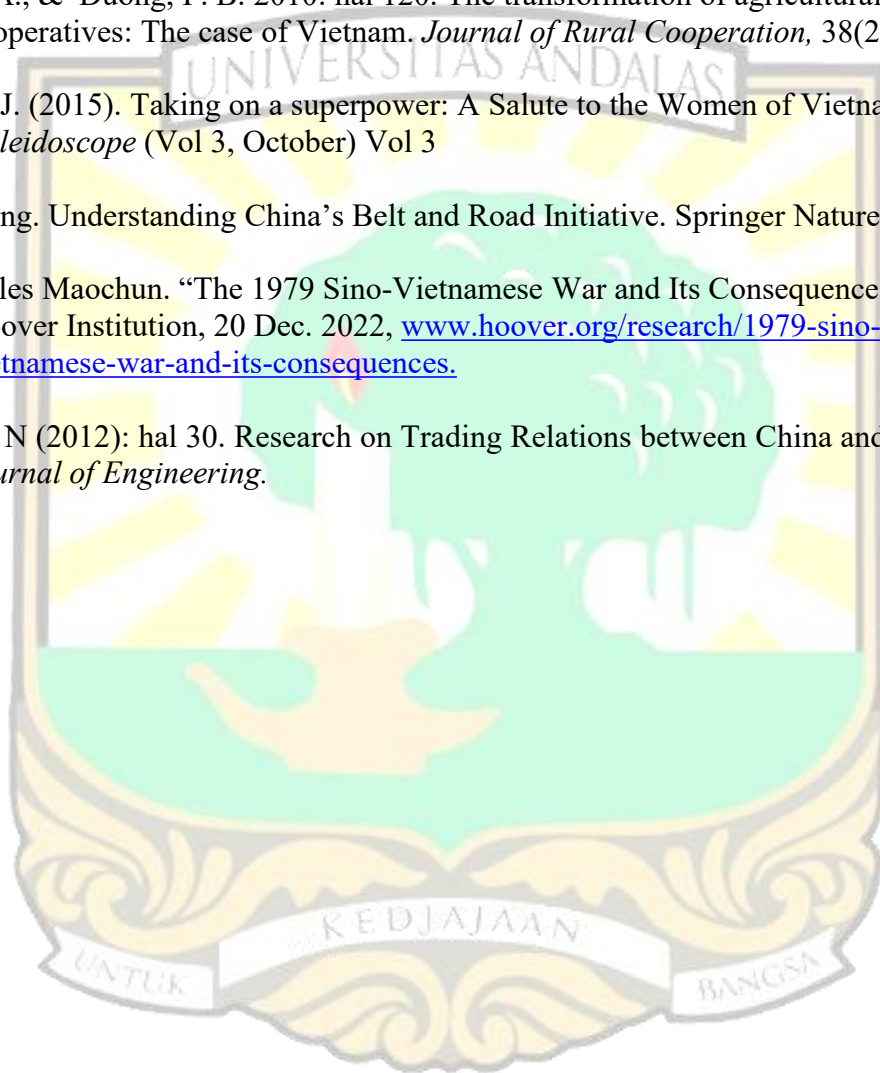 A., & Duong, P. B. 2010. hal 120. The transformation of agricultural
operatives: The case of Vietnam. Journal of Rural Cooperation, 38(2
UNIVERSITAS ANDALAS
J. (2015). Taking on a superpower: A Salute to the Women of Vietna
leidoscope (Vol 3, October) Vol 3
ng. Understanding China’s Belt and Road Initiative. Springer Nature
les Maochun. “The 1979 Sino-Vietnamese War and Its Consequence
over Institution, 20 Dec. 2022, www.hoover.org/research/1979-sino-
etnamese-war-and-its-consequences.
N (2012): hal 30. Research on Trading Relations between China and
urnal of Engineering.
KEDJAJAAN
UNTUK
BANGSA